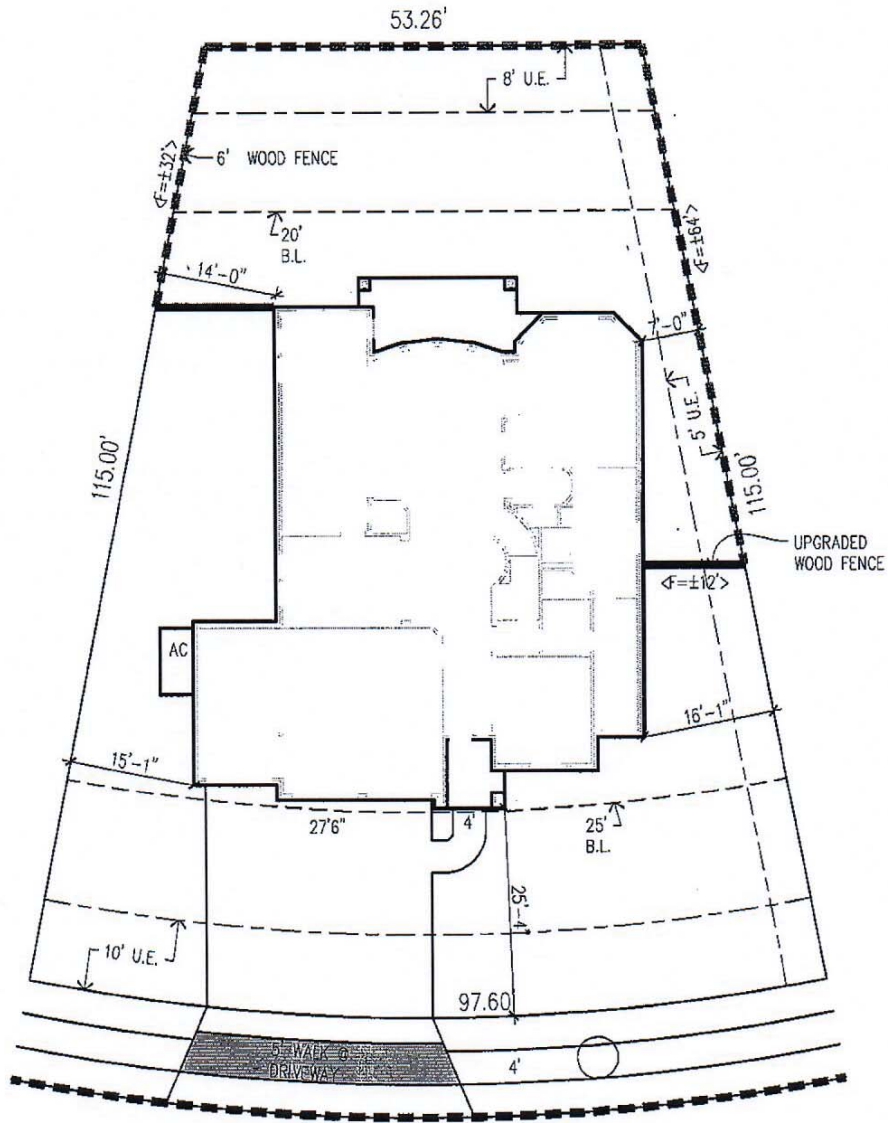 53.26'
8' U.E.
6' WOOD FENCE
<F=±32'>
<F=±64'>
20'
B.L.
14'-0"
7'-0"
5' U.E.
115.00'
115.00'
UPGRADED
WOOD FENCE
<F=±12'>
AC
16'-1"
15'-1"
27'6"
4'
25'
B.L.
25'-4"
10' U.E.
97.60
5' WALK @
DRIVEWAY
4'